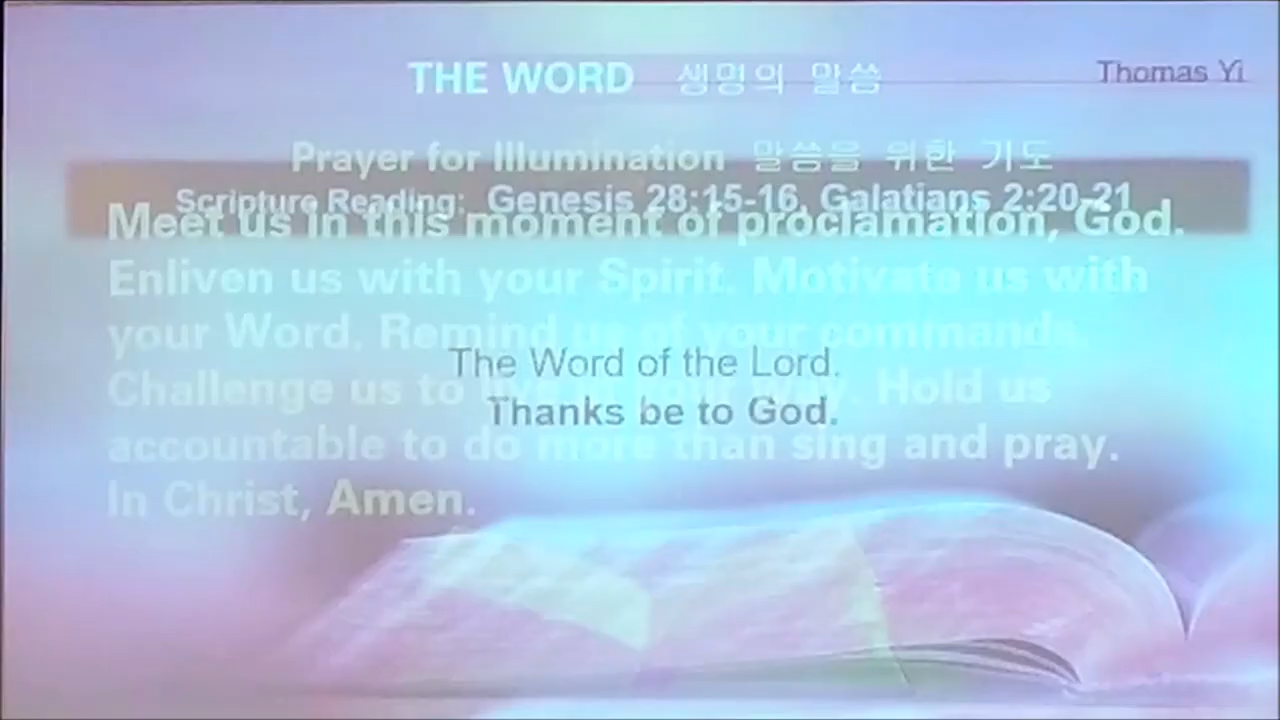 THE WORD 생명의 말씀
Thomas Yi
Prayer for Illumination 말씀을 위한 기도
Scripture Reading: Genesis 28:15-16, Galatians 2:20-21
Meet us in this moment of proclamation, God.
Enliven us with your Spirit. Motivate us with
your Word. Remind us of your commands.
The Word of the Lord.
Challenge us to live in your way. Hold us
Thanks be to God.
accountable to do more than sing and pray.
In Christ, Amen.